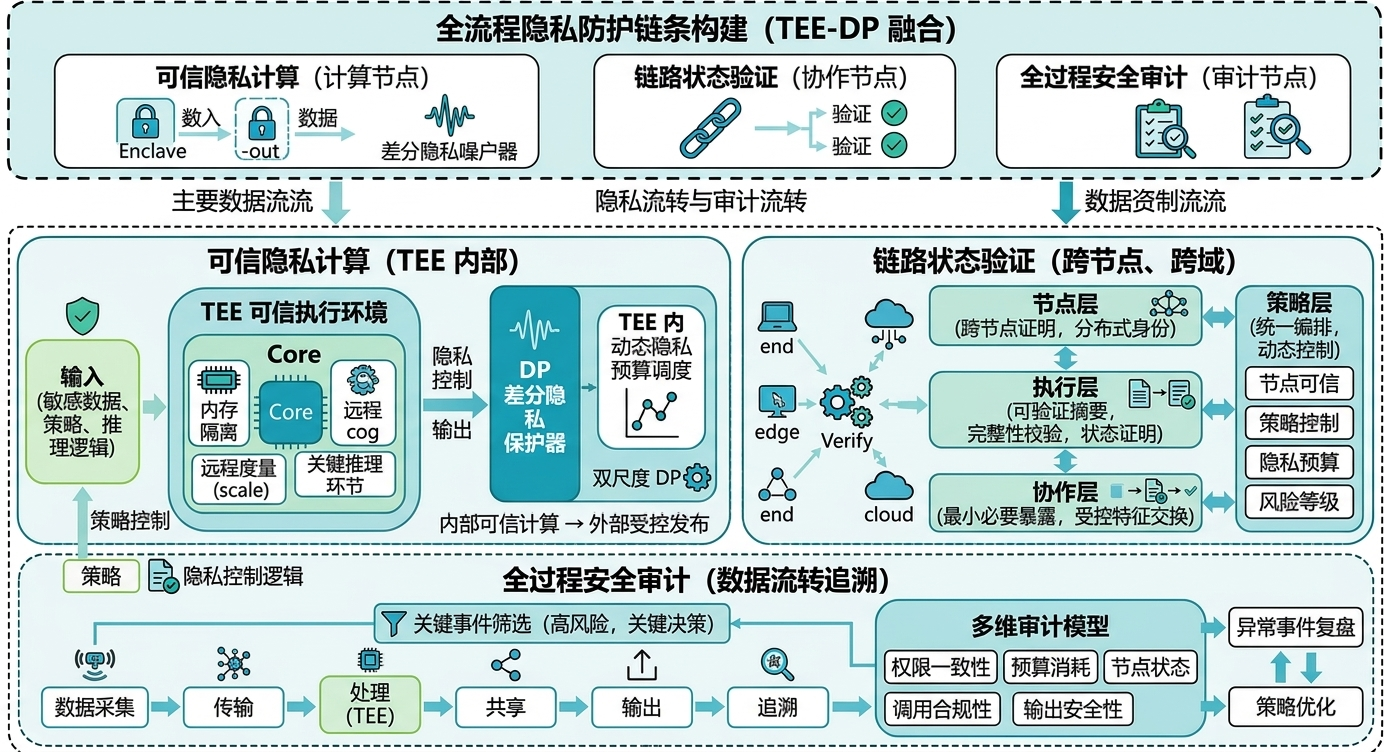 全流程隐私防护链条构建（TEE-DP 融合）
可信隐私计算（计算节点）
Enclave
数入
-out
数据
差分隐私噪户器
链路状态验证（协作节点）
验证
验证
全过程安全审计（审计节点）
主要数据流流
隐私流转与审计流转
数据资制流流
可信隐私计算（TEE 内部）
输入
(敏感数据、
策略、推
理逻辑)
TEE 可信执行环境
Core
内存
隔离
Core
远程
cog
远程度量
(scale)
关键推理
环节
隐私
控制
输出
DP
差分隐
私
保护器
TEE 内
动态隐私
预算调度
双尺度 DP
内部可信计算 → 外部受控发布
策略控制
策略
隐私控制逻辑
链路状态验证（跨节点、跨域）
end
edge
end
Verify
cloud
节点层
(跨节点证明，分布式身份)
执行层
(可验证摘要，
完整性校验，状态证明)
协作层
(最小必要暴露，受控特征交换)
策略层
(统一编排，
动态控制)
节点可信
策略控制
隐私预算
风险等级
全过程安全审计（数据流转追溯）
关键事件筛选（高风险，关键决策）
数据采集
传输
处理
(TEE)
共享
输出
追溯
多维审计模型
权限一致性
预算消耗
节点状态
调用合规性
输出安全性
异常事件复盘
策略优化